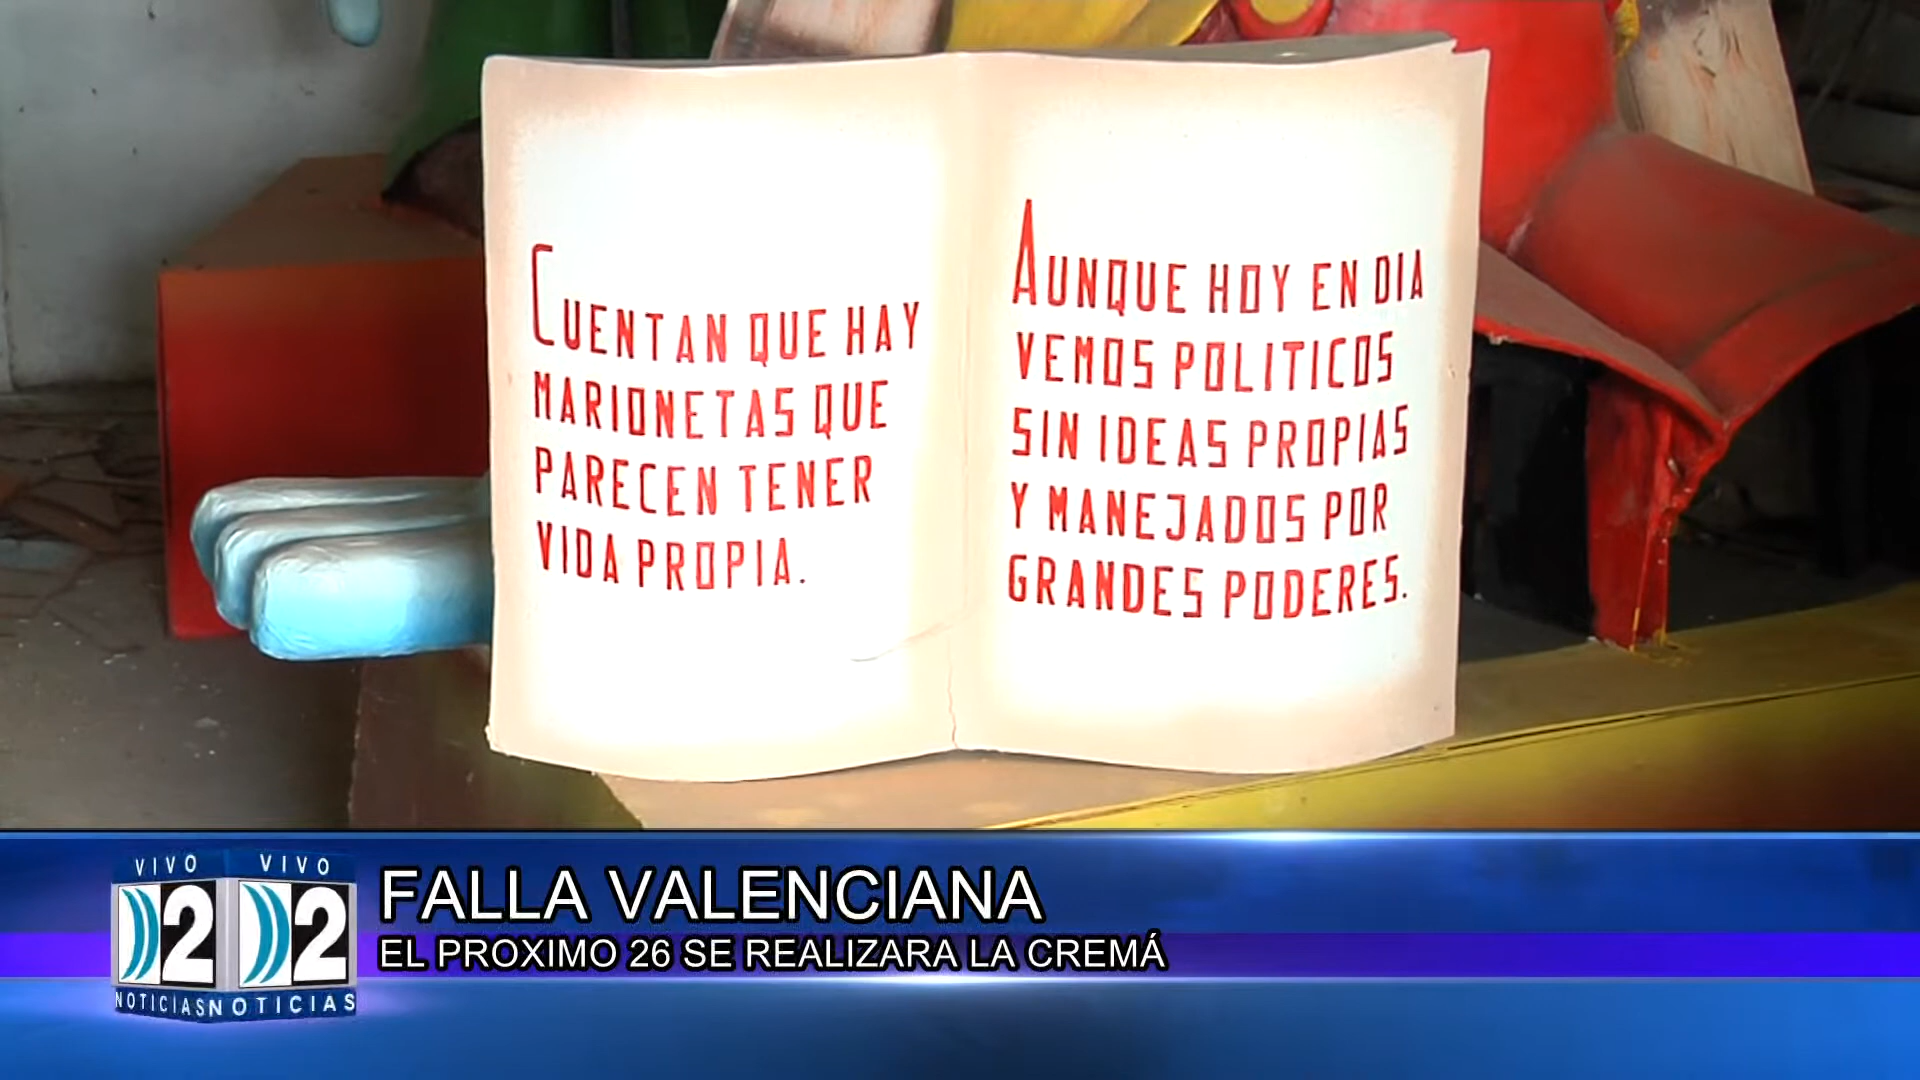 CUENTAN QUE HAY
MARIONETAS QUE
PARECEN TENER
VIDA PROPIA.
AUNQUE HOY EN DIA
VEMOS POLITICOS
SIN IDEAS PROPIAS
Y MANEJADOS POR
GRANDES PODERES.
VIVO VIVO
2 2
NOTICIAS NOTICIAS
FALLA VALENCIANA
EL PROXIMO 26 SE REALIZARA LA CREMÁ